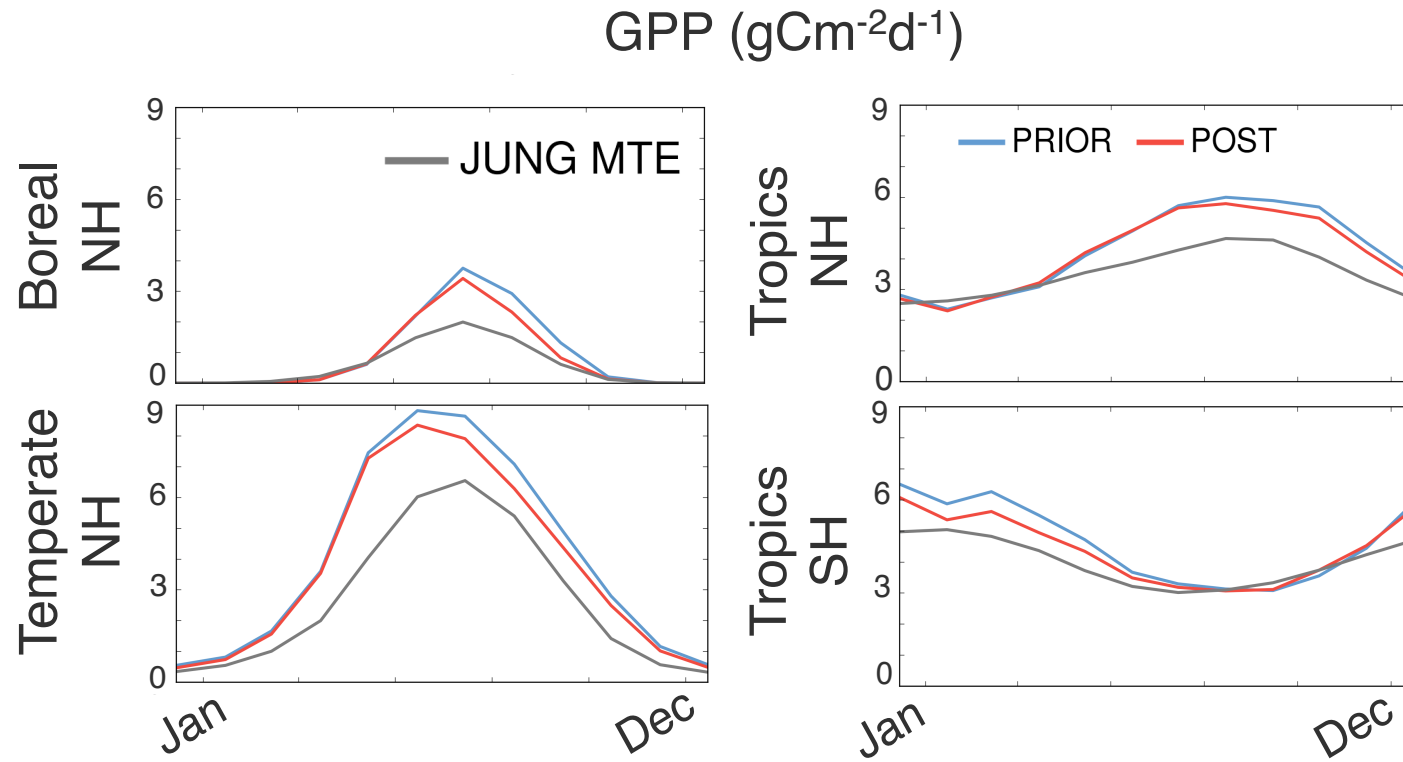 GPP (gCm-2d-1)
Boreal
NH
9
6
3
0
JUNG MTE
Tropics
NH
9
6
3
0
PRIOR
POST
Temperate
NH
9
6
3
0
Jan
Dec
Tropics
SH
9
6
3
0
Jan
Dec